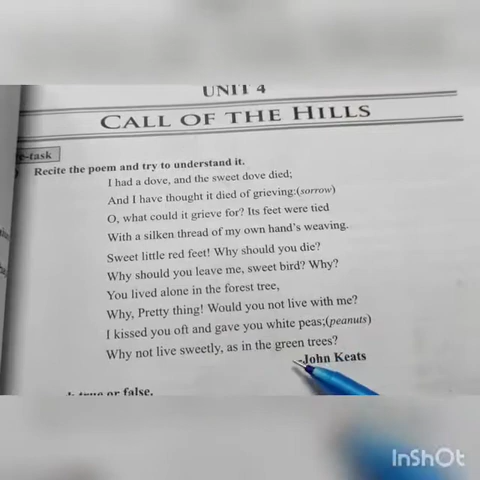 UNIT 4
CALL OF THE HILLS
e-task
Recite the poem and try to understand it.
I had a dove, and the sweet dove died;
And I have thought it died of grieving:(sorrow)
O, what could it grieve for? Its feet were tied
With a silken thread of my own hand's weaving.
Sweet little red feet! Why should you die?
Why should you leave me, sweet bird? Why?
You lived alone in the forest tree,
Why, Pretty thing! Would you not live with me?
I kissed you oft and gave you white peas;(peanuts)
Why not live sweetly, as in the green trees?
-John Keats
true or false.
InShOt